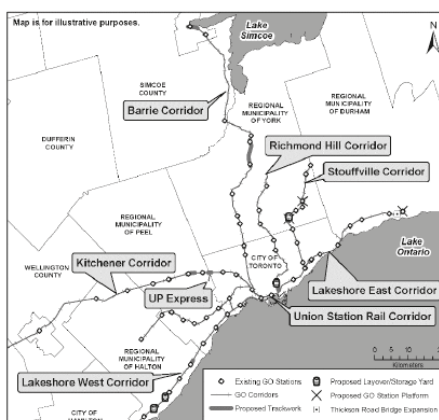 Map is for illustrative purposes.
Lake
Simcoe
N
SIMCOE
COUNTY
Barrie Corridor
REGIONAL
MUNICIPALITY
OF YORK
REGIONAL
MUNICIPALITY
OF DURHAM
DUFFERIN
COUNTY
Richmond Hill Corridor
Stouffville Corridor
REGIONAL
MUNICIPALITY
OF PEEL
Lake
Ontario
WELLINGTON
COUNTY
Kitchener Corridor
CITY OF
TORONTO
Lakeshore East Corridor
UP Express
Union Station Rail Corridor
REGIONAL
MUNICIPALITY
OF HALTON
Lakeshore West Corridor
0 5 10
Kilometers
CITY OF
HAMILTON
Existing GO Stations
Proposed Layover/Storage Yard
GO Corridors
Proposed GO Station Platform
Proposed Trackwork
Thickson Road Bridge Expansion